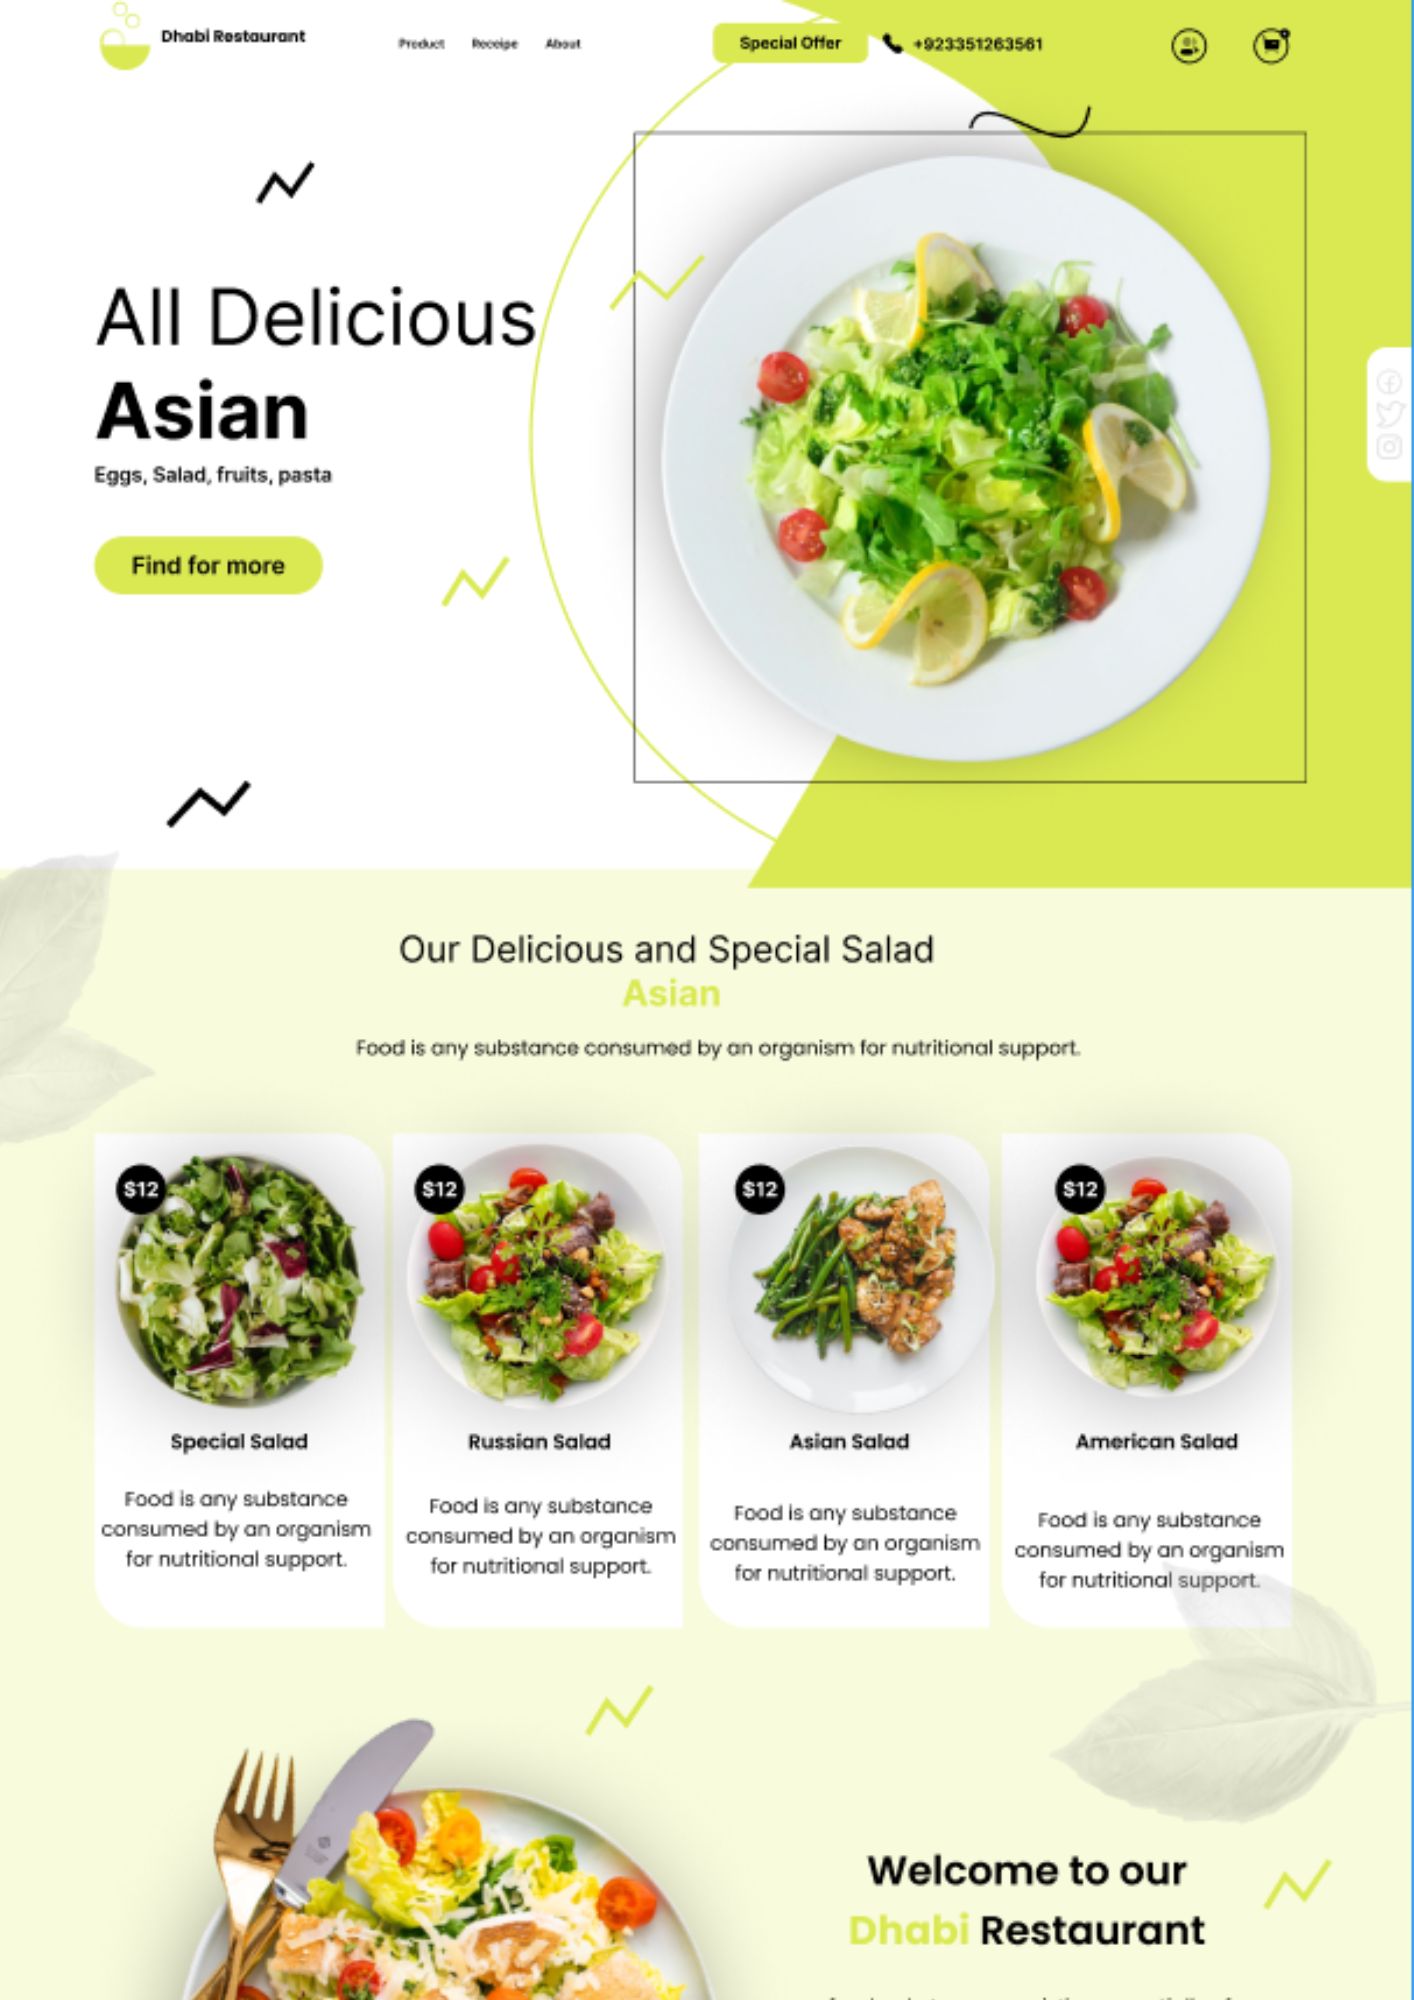 Dhabi Restaurant
Product
Receipe
About
Special Offer
+923351263561
All Delicious
Asian
Eggs, Salad, fruits, pasta
Find for more
Our Delicious and Special Salad
Asian
Food is any substance consumed by an organism for nutritional support.
$12
Special Salad
Food is any substance
consumed by an organism
for nutritional support.
$12
Russian Salad
Food is any substance
consumed by an organism
for nutritional support.
$12
Asian Salad
Food is any substance
consumed by an organism
for nutritional support.
$12
American Salad
Food is any substance
consumed by an organism
for nutritional support.
Welcome to our
Dhabi Restaurant